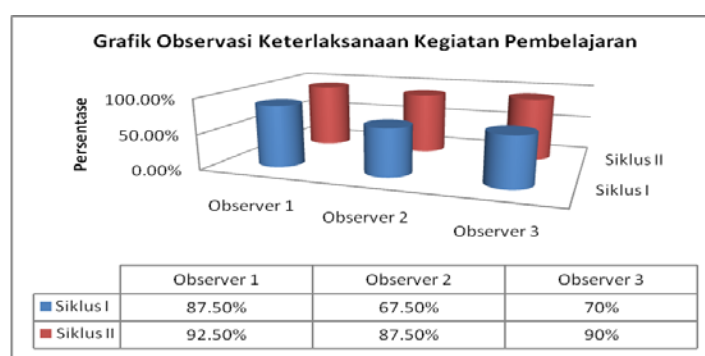 Grafik Observasi Keterlaksanaan Kegiatan Pembelajaran
Persentase
100.00%
50.00%
0.00%
Siklus II
Siklus I
Observer 1
Observer 2
Observer 3
Observer 1 Observer 2 Observer 3
Siklus I 87.50% 67.50% 70%
Siklus II 92.50% 87.50% 90%